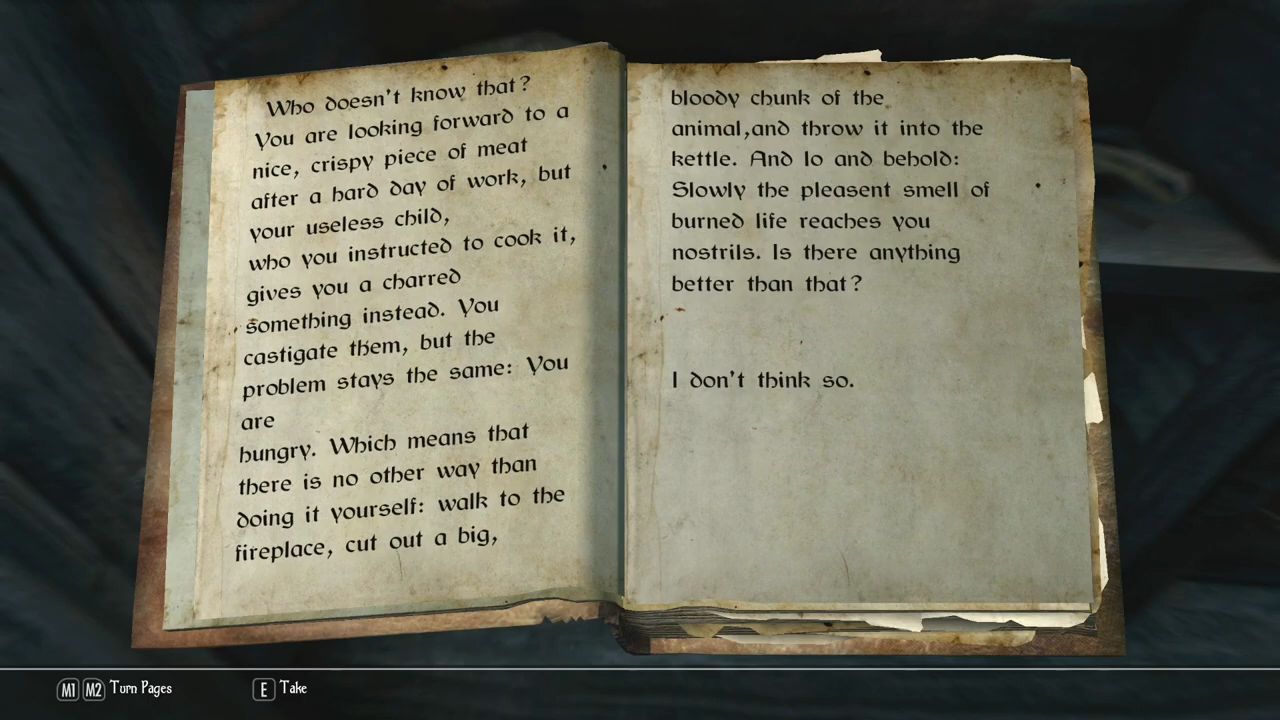 Who doesn't know that?
You are looking forward to a
nice, crispy piece of meat
after a hard day of work, but
your useless child,
who you instructed to cook it,
gives you a charred
something instead. You
castigate them, but the
problem stays the same: You
are
hungry. Which means that
there is no other way than
doing it yourself: walk to the
fireplace, cut out a big,
bloody chunk of the
animal,and throw it into the
kettle. And lo and behold:
Slowly the pleasent smell of
burned life reaches you
nostrils. Is there anything
better than that?
I don't think so.
M1 M2 Turn Pages
E Take